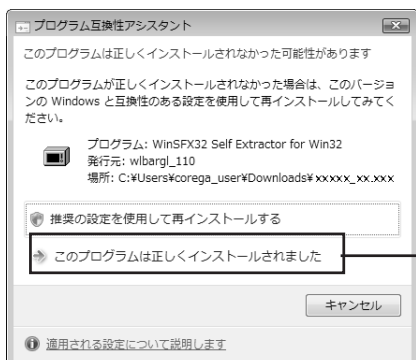 プログラム互換性アシスタント
このプログラムは正しくインストールされなかった可能性があります
このプログラムが正しくインストールされなかった場合は、このバージョ
ンの Windows と互換性のある設定を使用して再インストールしてみてく
ださい。
プログラム: WinSFX32 Self Extractor for Win32
発行元: wlbargl_110
場所: C:¥Users¥corega_user¥Downloads¥xxxxx_xx.xxx
推奨の設定を使用して再インストールする
このプログラムは正しくインストールされました
キャンセル
適用される設定について説明します